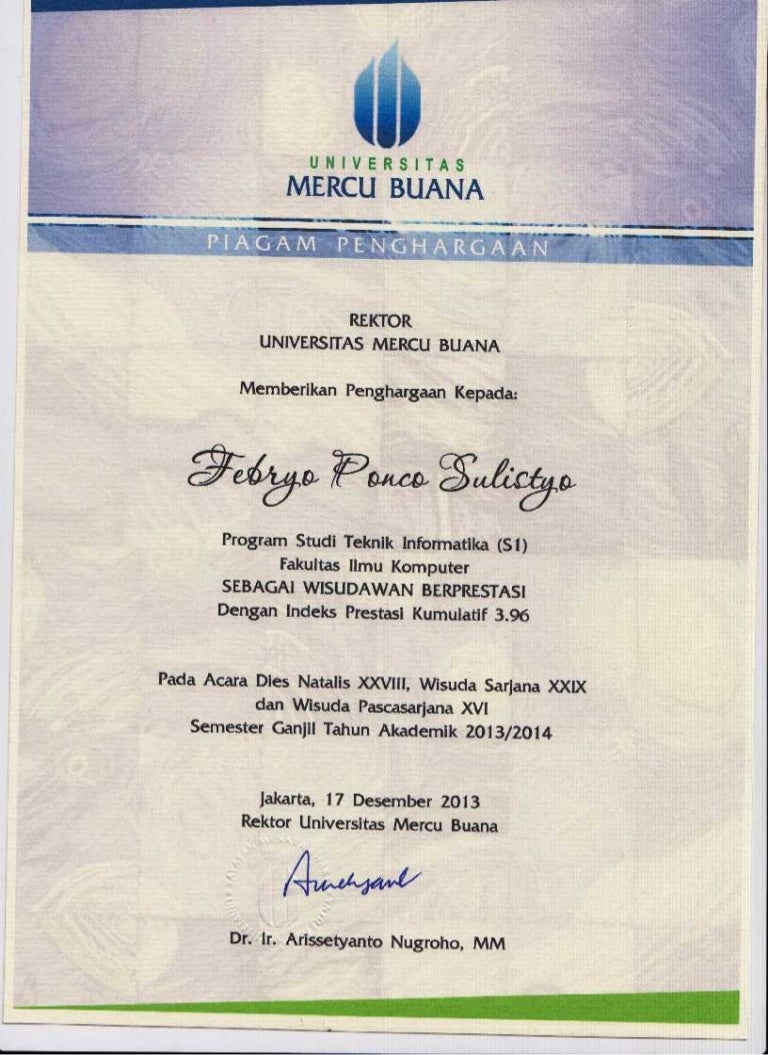 UNIVERSITAS
MERCU BUANA
PIAGAM PENGHARGAAN
REKTOR
UNIVERSITAS MERCU BUANA
Memberikan Penghargaan Kepada:
Febryo Ponco Sulistyo
Program Studi Teknik Informatika (S1)
Fakultas Ilmu Komputer
SEBAGAI WISUDAWAN BERPRESTASI
Dengan Indeks Prestasi Kumulatif 3.96
Pada Acara Dies Natalis XXVIII, Wisuda Sarjana XXIX
dan Wisuda Pascasarjana XVI
Semester Ganjil Tahun Akademik 2013/2014
Jakarta, 17 Desember 2013
Rektor Universitas Mercu Buana
Dr. Ir. Arissetyanto Nugroho, MM